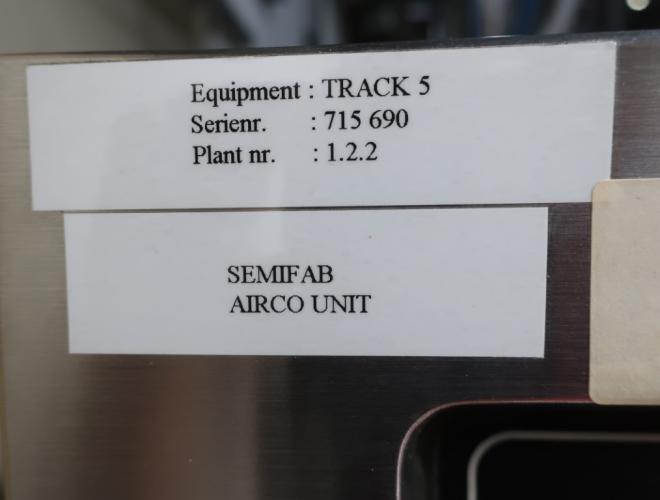 Equipment : TRACK 5
Serienr. : 715 690
Plant nr. : 1.2.2
SEMIFAB
AIRCO UNIT